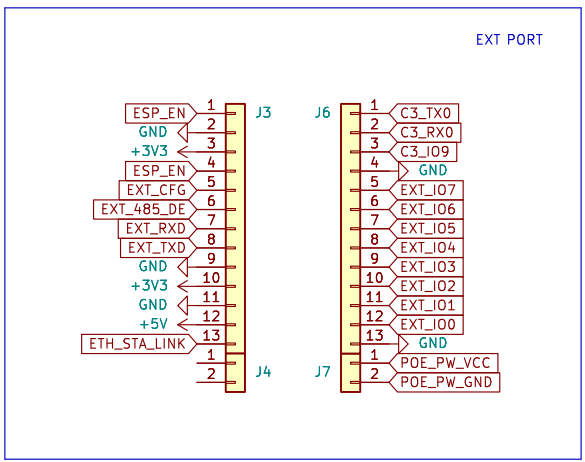 EXT PORT
1 J3 J6 1 C3_TX0
ESP_EN
GND 2 2 C3_RX0
+3V3 3 3 C3_IO9
ESP_EN 4 4 GND
EXT_CFG 5 5 EXT_IO7
EXT_485_DE 6 6 EXT_IO6
EXT_RXD 7 7 EXT_IO5
EXT_TXD 8 8 EXT_IO4
GND 9 9 EXT_IO3
+3V3 10 10 EXT_IO2
GND 11 11 EXT_IO1
+5V 12 12 EXT_IO0
ETH_STA_LINK 13 13 GND
1 1 POE_PW_VCC
2 J4 J7 2 POE_PW_GND